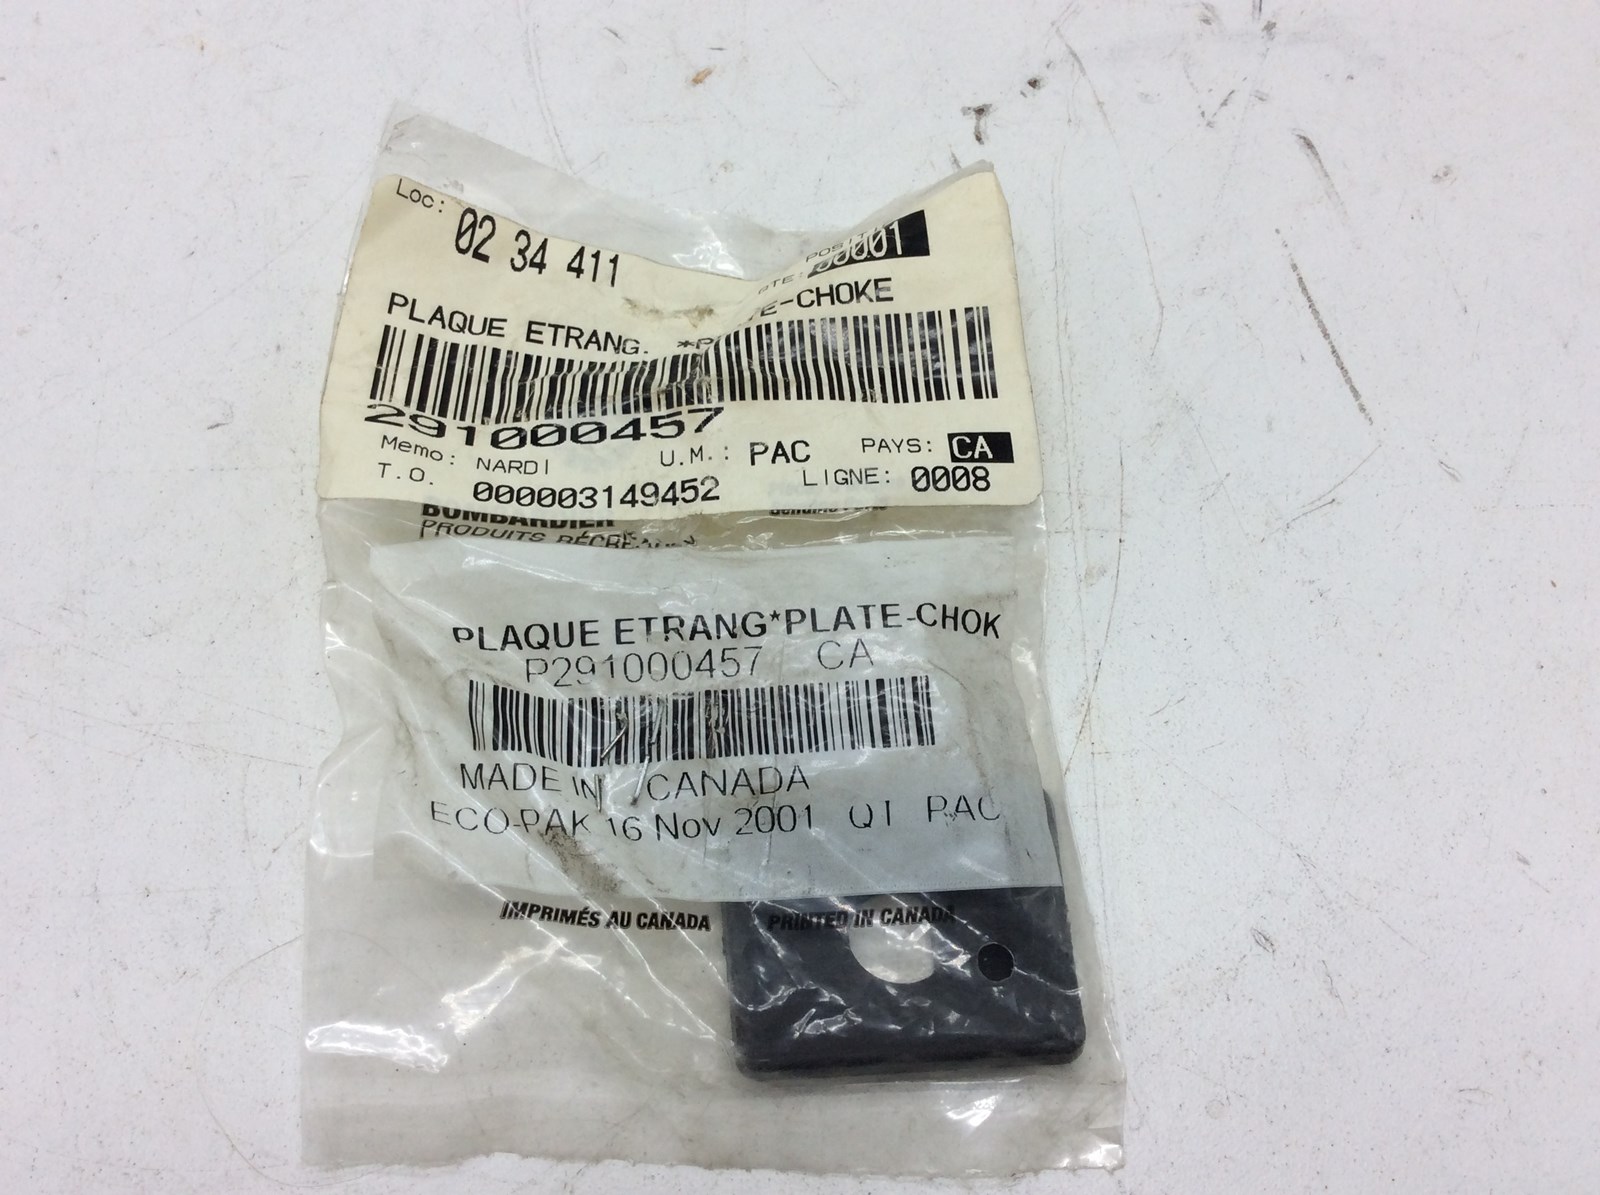 Loc: 02 34 411
PLAQUE ETRANG. -CHOKE
291000457
Memo: NARDI U.M.: PAC PAYS: CA
T.O. 000003149452 LIGNE: 0008
BOMBARDIER
PRODUITS
PLAQUE ETRANG*PLATE-CHOK
P291000457 CA
MADE IN CANADA
ECO-PAK 16 Nov 2001 Q1 PAC
IMPRIMÉS AU CANADA PRINTED IN CANADA